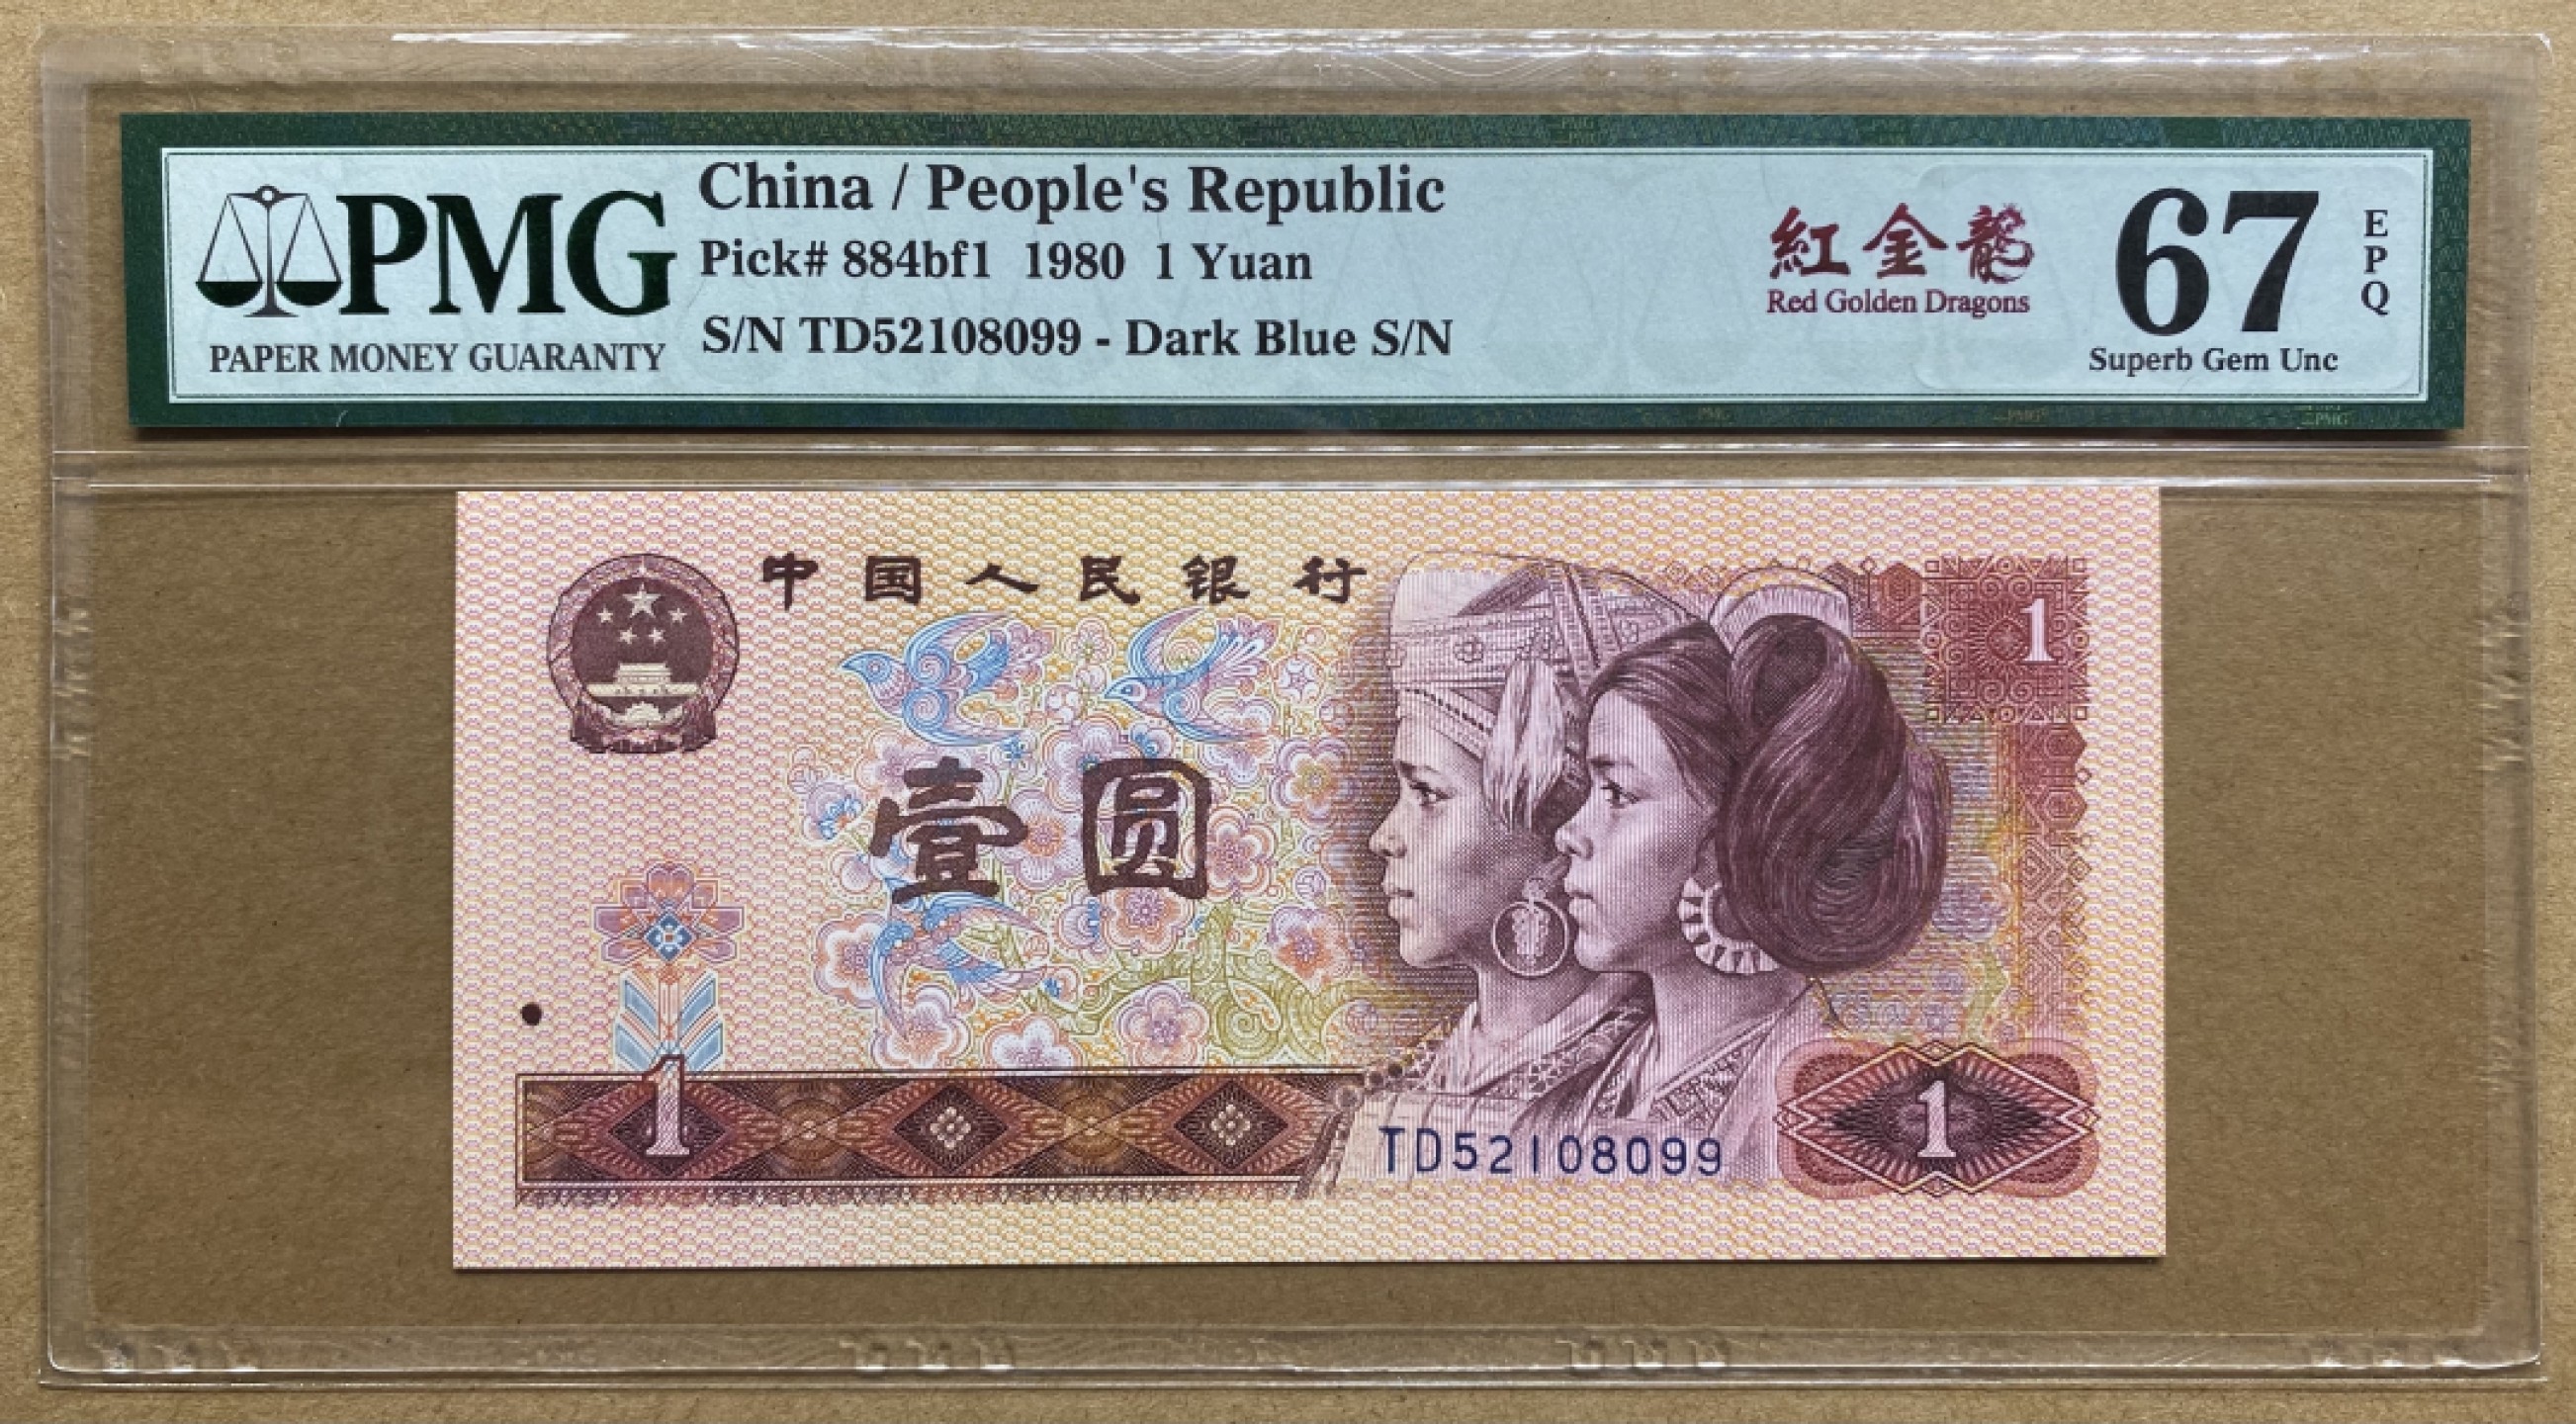 PMG
PAPER MONEY GUARANTY
China / People's Republic
Pick# 884bf1 1980 1 Yuan
S/N TD52108099 - Dark Blue S/N
紅金龍
Red Golden Dragons
67
EPQ
Superb Gem Unc
中国人民银行
1
壹圆
1
TD52108099
1